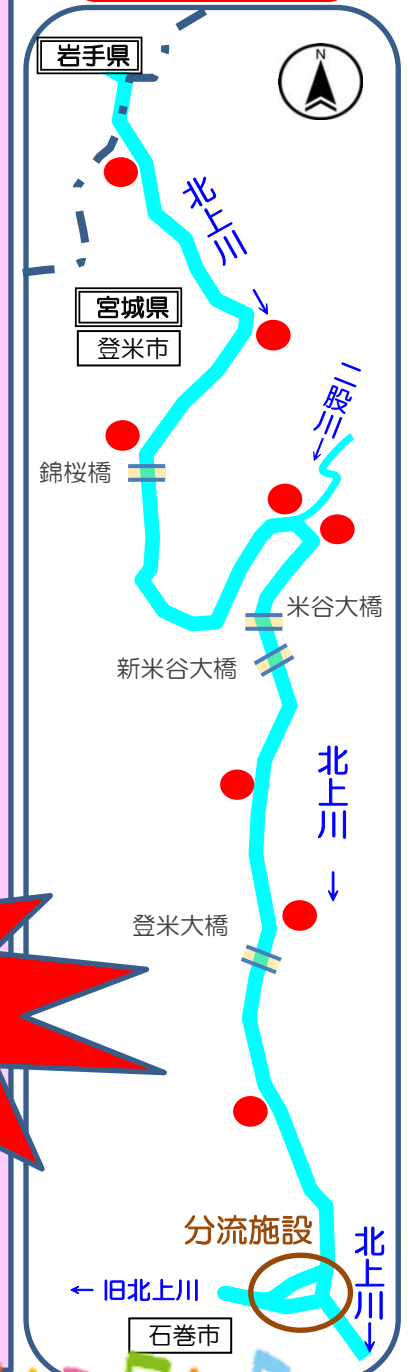 岩手県
N
北上川
↓
宮城県
登米市
二股川
↓
錦桜橋
米谷大橋
新米谷大橋
北上川
↓
登米大橋
分流施設
北上川
↓
← 旧北上川
石巻市